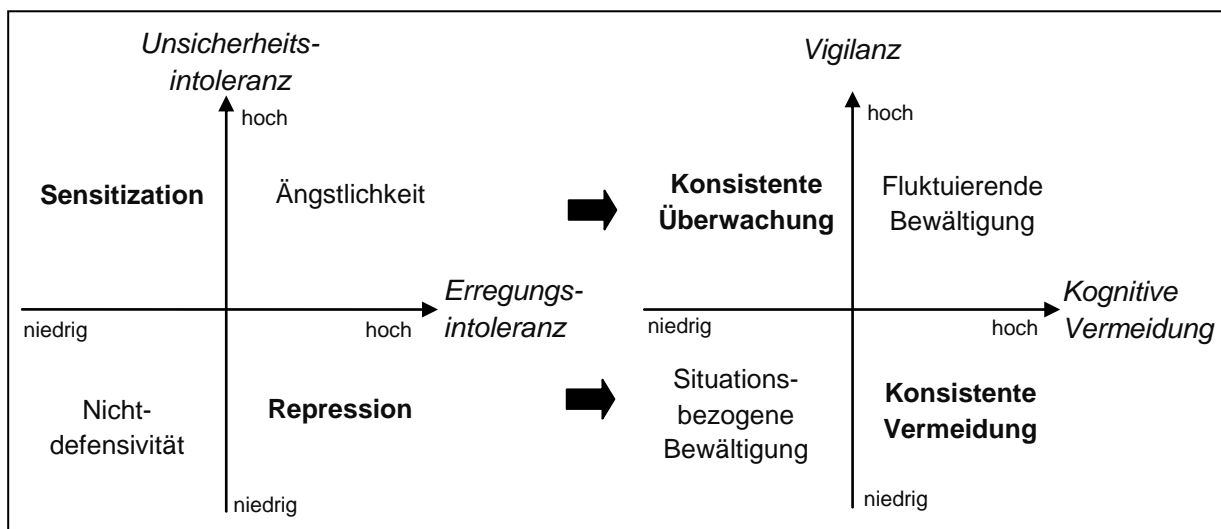 Unsicherheits-
intoleranz
hoch
Sensitization
Ängstlichkeit
Erregungs-
intoleranz
niedrig
hoch
Nicht-
defensivität
Repression
niedrig
Vigilanz
hoch
Konsistente
Überwachung
Fluktuierende
Bewältigung
Kognitive
Vermeidung
niedrig
hoch
Situations-
bezogene
Bewältigung
Konsistente
Vermeidung
niedrig